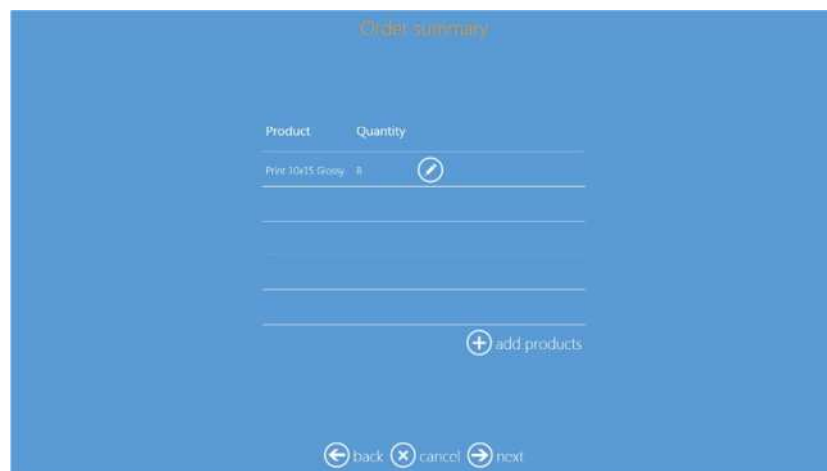 Order summary
Product Quantity
Print 10x15 Glossy 8
add products
back cancel next